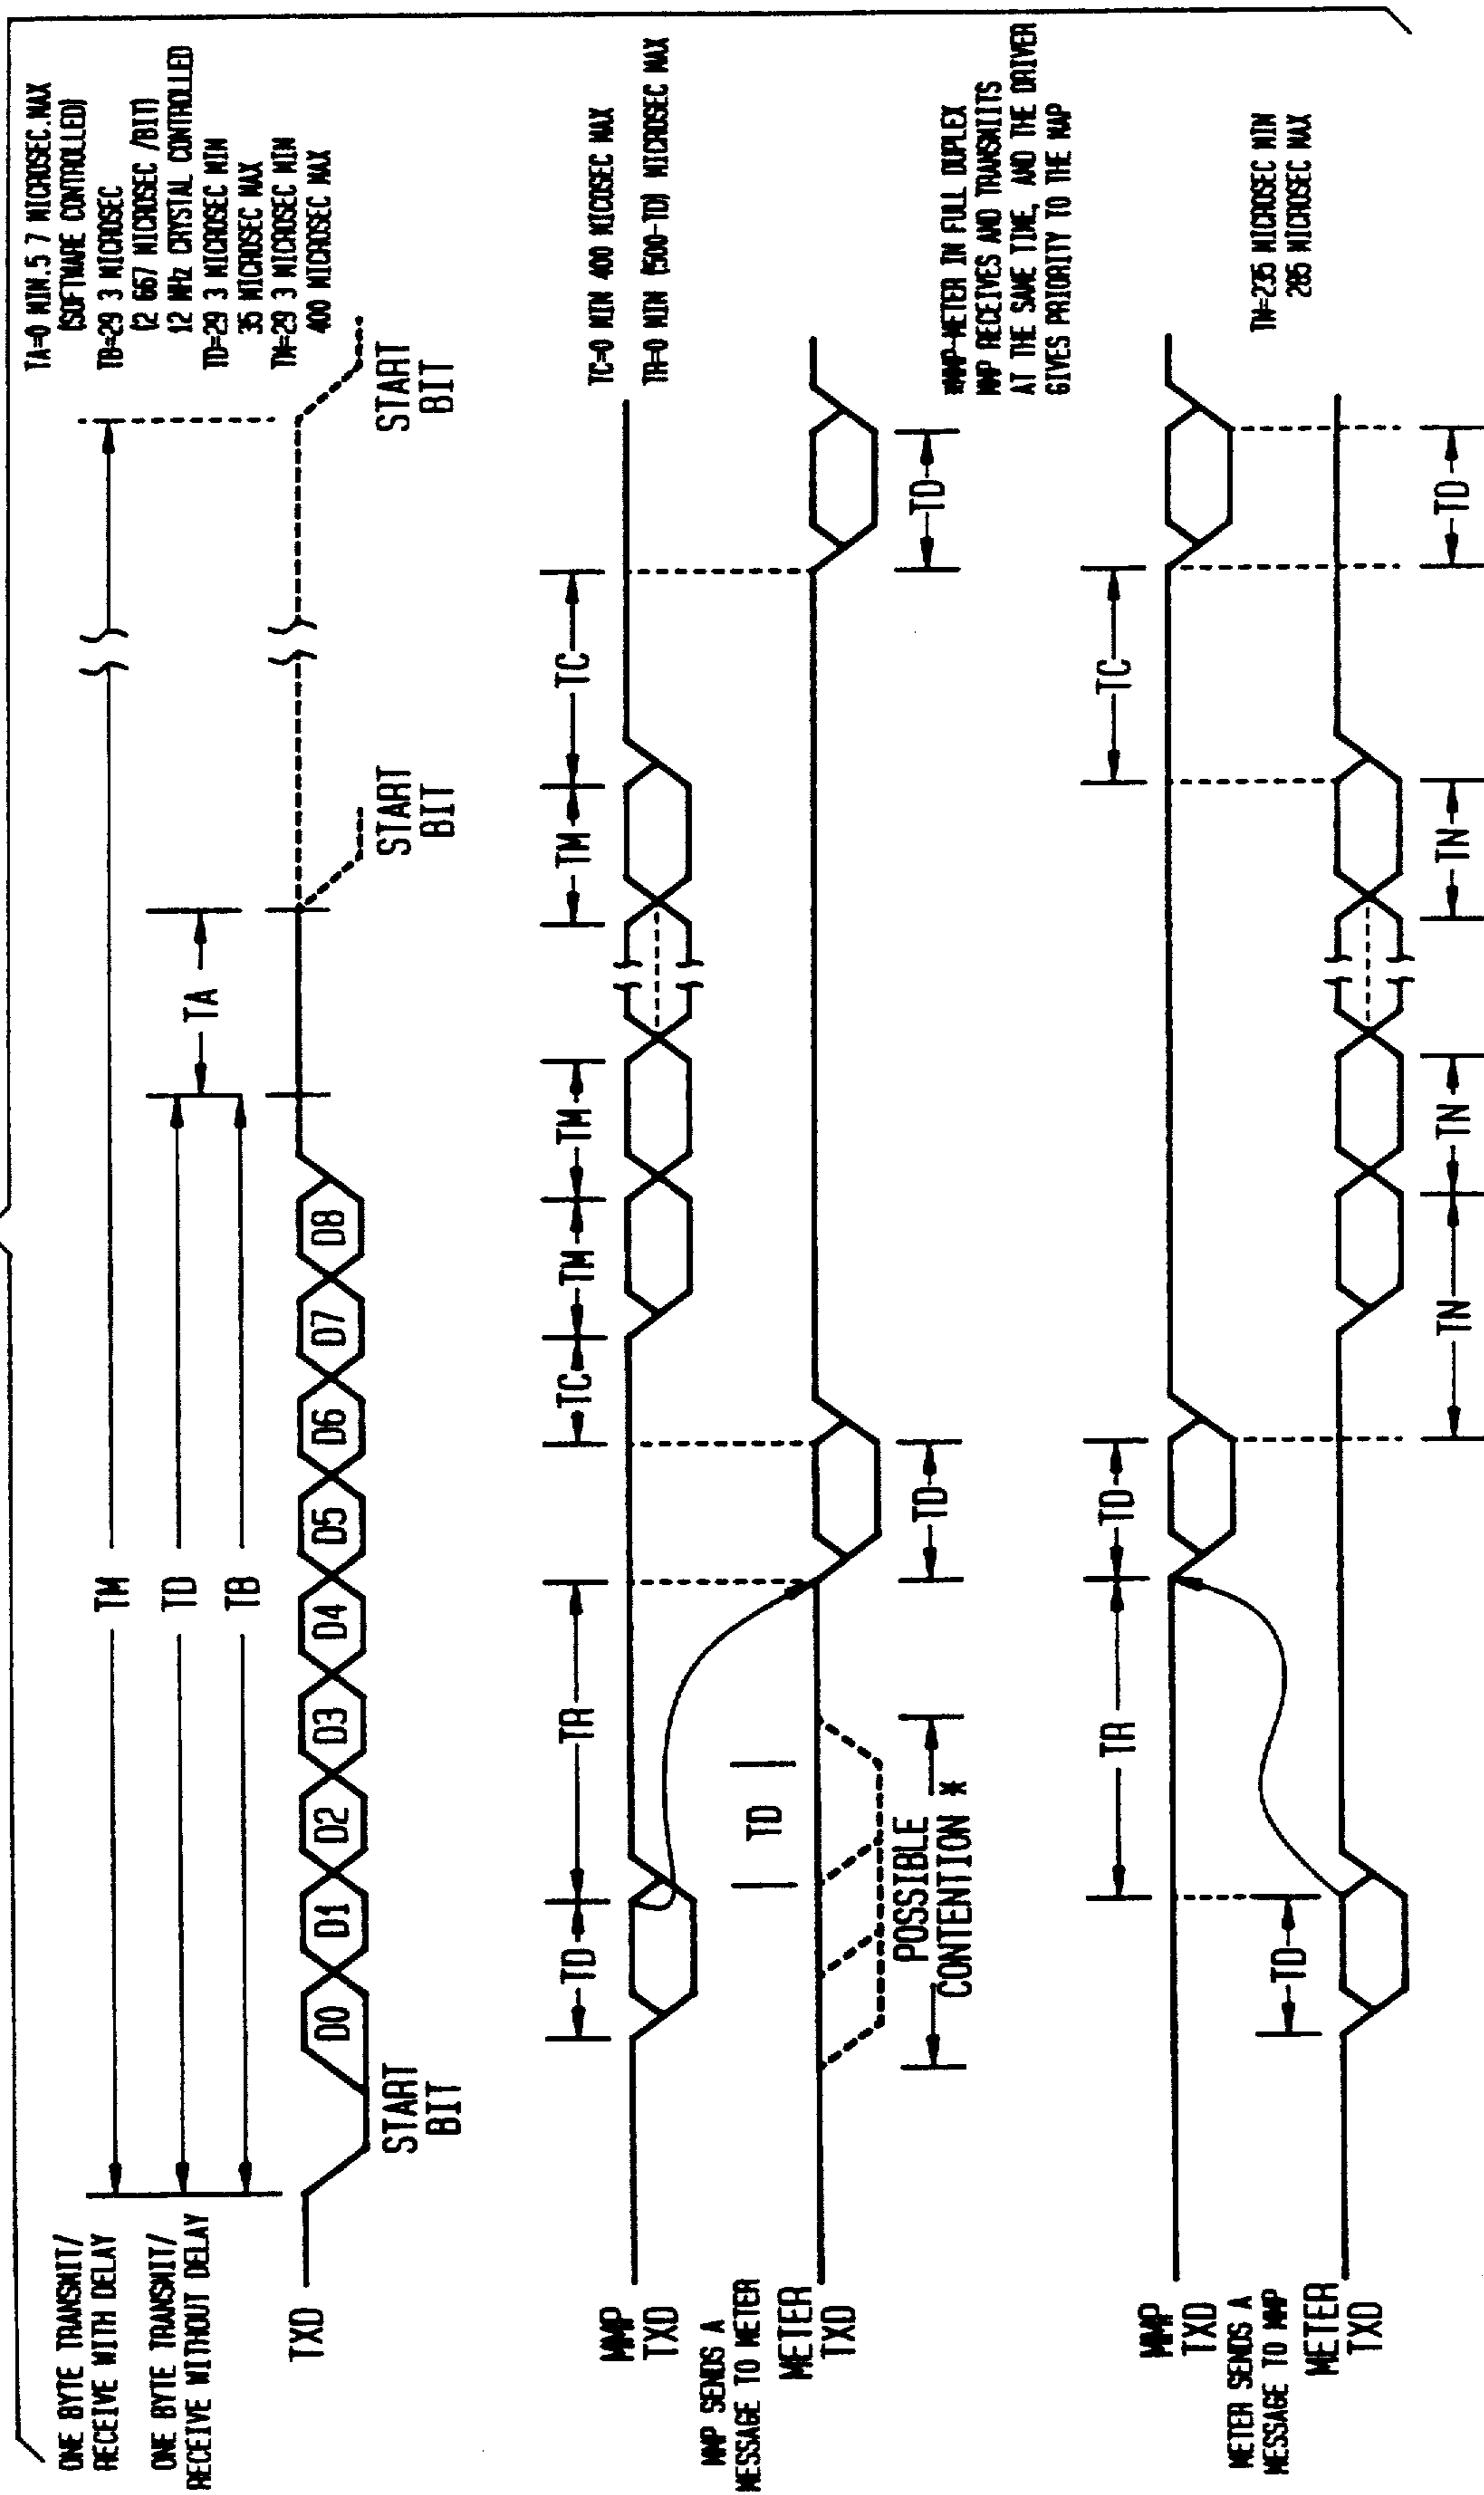 ONE BYTE TRANSMIT/
RECEIVE WITH DELAY
ONE BYTE TRANSMIT/
RECEIVE WITHOUT DELAY
TM
TD
TB
TA
TXD
START
BIT
D0 D1 D2 D3 D4 D5 D6 D7 D8
START
BIT
START
BIT
TA=0 MIN.5 7 MICROSEC.MAX
(SOFTWARE CONTROLLED)
TB=29 3 MICROSEC
(2 667 MICROSEC /BIT)
12 MHz CRYSTAL CONTROLLED
TD=29 3 MICROSEC MIN
35 MICROSEC MAX
TM=29 3 MICROSEC MIN
400 MICROSEC MAX
MMP
TXD
MMP SENDS A
MESSAGE TO METER
METER
TXD
TD TR TC TM TM TM TC
TD
POSSIBLE
CONTENTION *
TD TD
TC=0 MIN 400 MICOSEC MAX
TR=0 MIN (500-TD) MICROSEC MAX
*MMP-METER IN FULL DUPLEX
MMP RECEIVES AND TRANSMITS
AT THE SAME TIME, AND THE DRIVER
GIVES PRIORITY TO THE MAP
MMP
TXD
METER SENDS A
MESSAGE TO MMP
METER
TXD
TR TD TC
TD
TN TN TN TD
TN=235 MICROSEC MIN
265 MICROSEC MAX